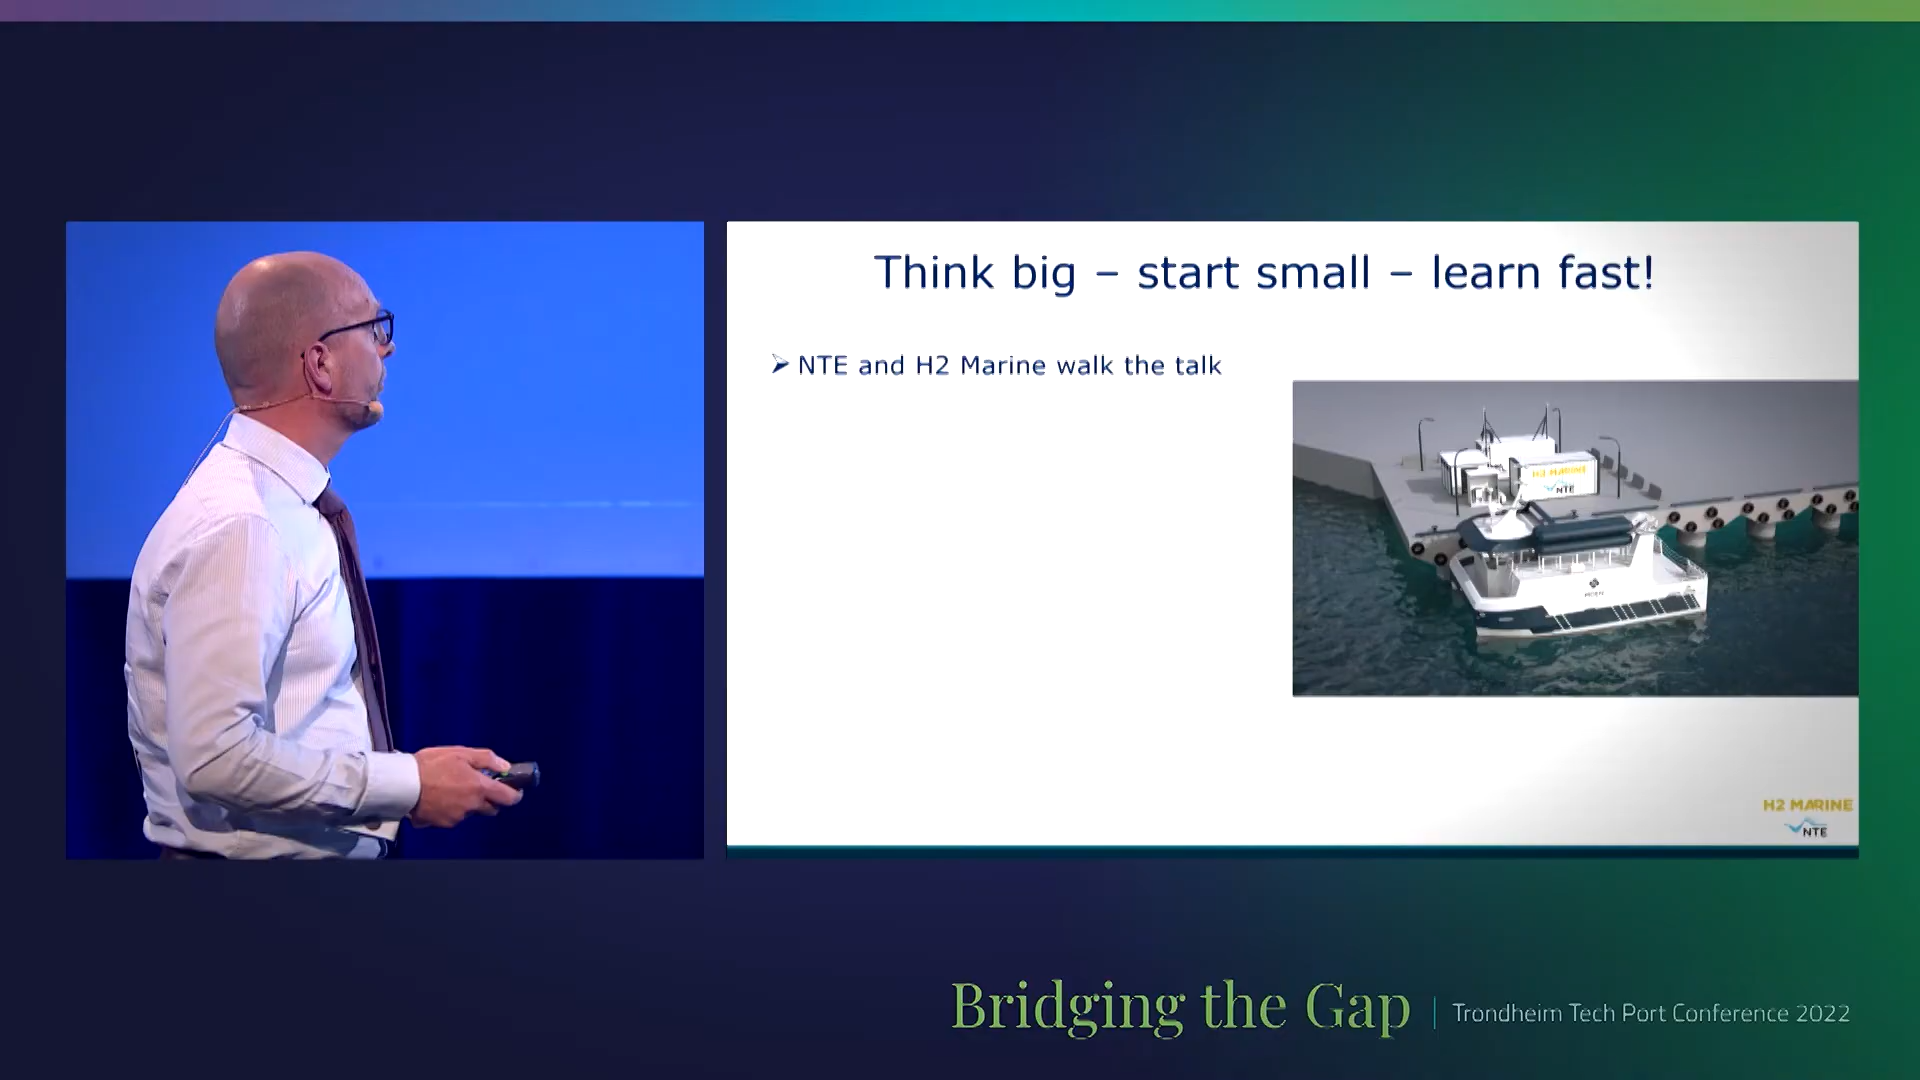 Think big – start small – learn fast!
➢ NTE and H2 Marine walk the talk
H2 MARINE
NTE
H2 MARINE
NTE
Bridging the Gap | Trondheim Tech Port Conference 2022